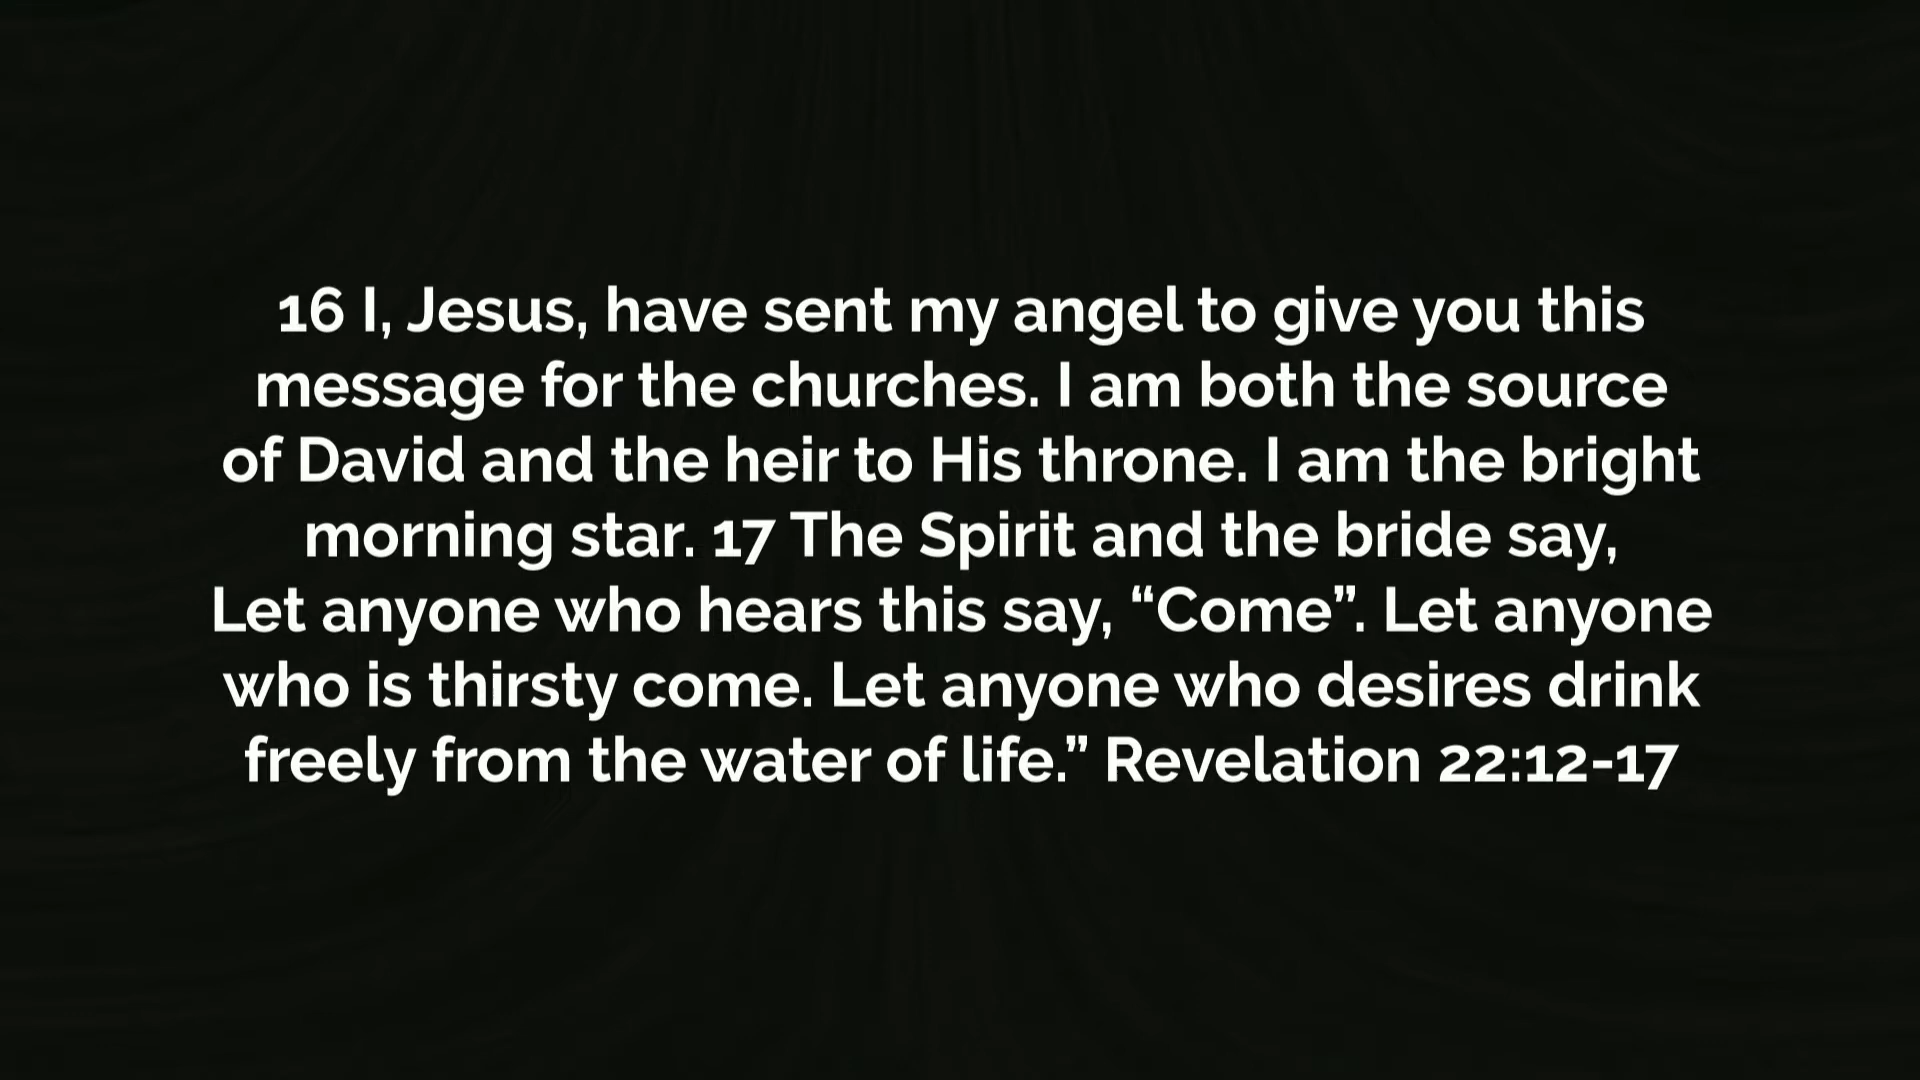 16 I, Jesus, have sent my angel to give you this
message for the churches. I am both the source
of David and the heir to His throne. I am the bright
morning star. 17 The Spirit and the bride say,
Let anyone who hears this say, “Come”. Let anyone
who is thirsty come. Let anyone who desires drink
freely from the water of life.” Revelation 22:12-17